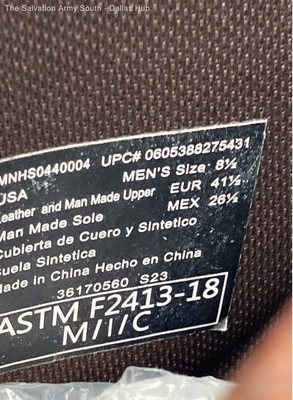 The Salvation Army South - Dallas Hub
MNHS0440004 UPC# 0605388275431
USA MEN'S Size: 8½
Leather and Man Made Upper EUR 41½
Man Made Sole MEX 26½
Cubierta de Cuero y Sintetico
Suela Sintetica
Made in China Hecho en China
36170560 S23
ASTM F2413-18
M/I/C